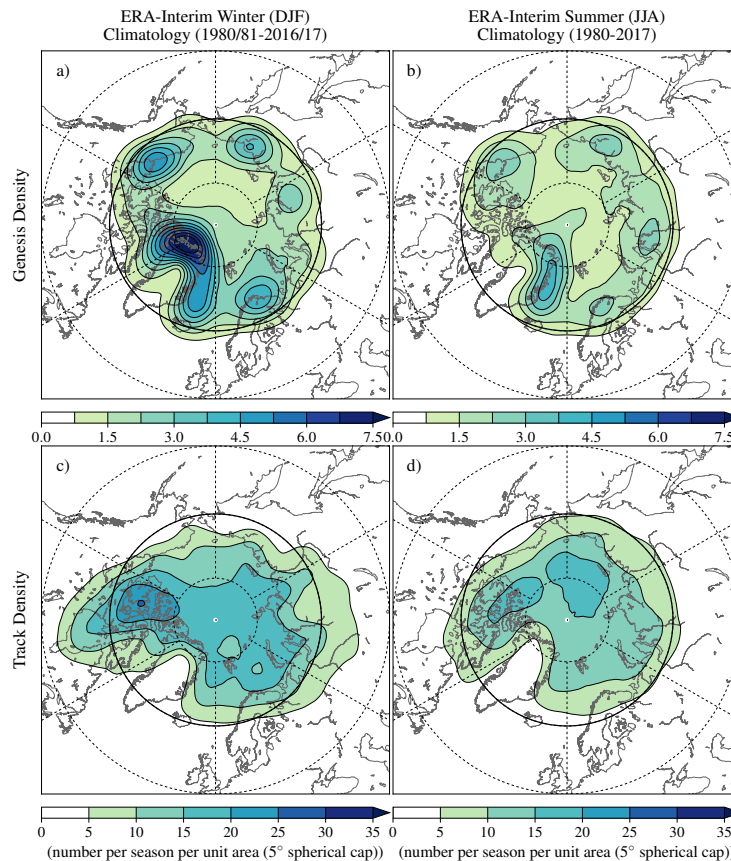 ERA-Interim Winter (DJF)
Climatology (1980/81-2016/17)
ERA-Interim Summer (JJA)
Climatology (1980-2017)
a)
b)
Genesis Density
0.0 1.5 3.0 4.5 6.0 7.5
0.0 1.5 3.0 4.5 6.0 7.5
c)
d)
Track Density
0 5 10 15 20 25 30 35
0 5 10 15 20 25 30 35
(number per season per unit area (5° spherical cap))
(number per season per unit area (5° spherical cap))